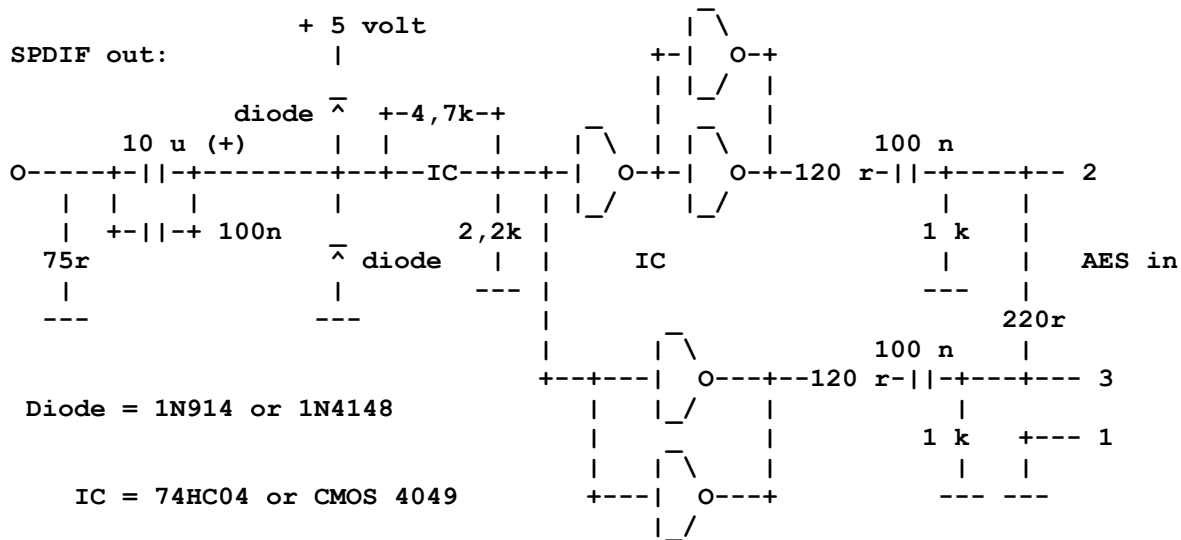 + 5 volt                      |‾\
SPDIF out:            |                    +-|   O-+
                      |                    | |_/   |
               diode  ^  +-4,7k-+          |  _    |
       10 u (+)       |  |      |     |‾\  | |‾\   |       100 n
O-----+--||-+---------+--+--IC--+--+-|   O-+-|   O-+-120 r-||-+----+-- 2
   |  |     |         |         |  | |_/     |_/              |    |
   |  +-||-+ 100n     _       2,2k |                         1 k   |
  75r                 ^ diode   |  |      IC                  |    |    AES in
   |                  |        --- |                         ---   |
  ---                ---           |                              220r
                                   |       |‾\             100 n   |
                                   +--+---|   O---+--120 r-||-+----+--- 3
 Diode = 1N914 or 1N4148              |    |_/    |           |
                                      |           |          1 k   +--- 1
                                      |    |‾\    |           |    |
    IC = 74HC04 or CMOS 4049          +---|   O---+          ---  ---
                                           |_/